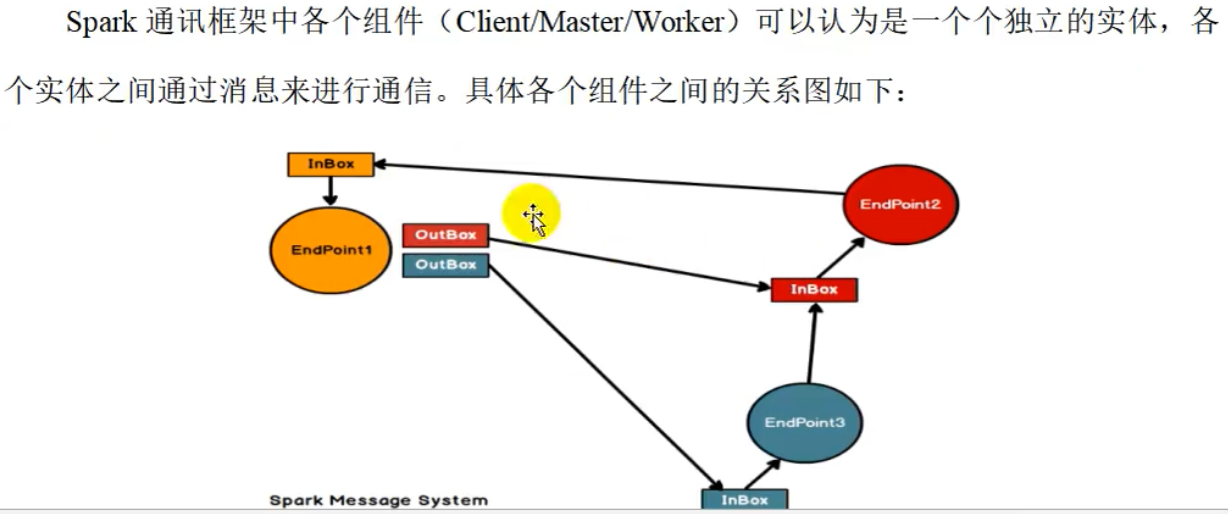 Spark 通讯框架中各个组件（Client/Master/Worker）可以认为是一个个独立的实体，各
个实体之间通过消息来进行通信。具体各个组件之间的关系图如下：
InBox
EndPoint2
EndPoint1
OutBox
OutBox
InBox
EndPoint3
Spark Message System
InBox